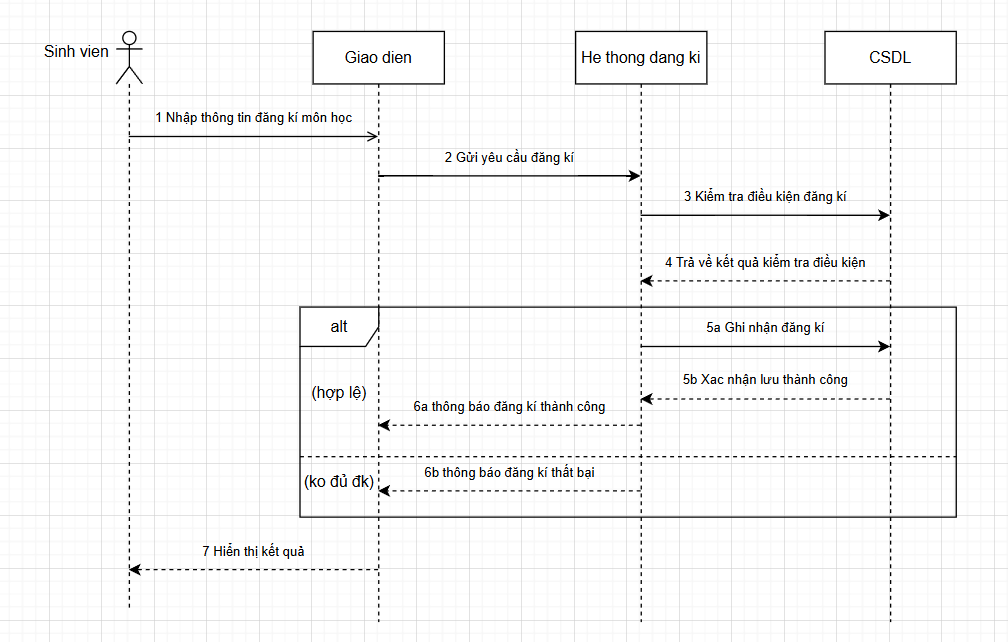 Sinh vien
Giao dien
He thong dang ki
CSDL
1 Nhập thông tin đăng kí môn học
2 Gửi yêu cầu đăng kí
3 Kiểm tra điều kiện đăng kí
4 Trả về kết quả kiểm tra điều kiện
alt
5a Ghi nhận đăng kí
5b Xac nhận lưu thành công
(hợp lệ)
6a thông báo đăng kí thành công
6b thông báo đăng kí thất bại
(ko đủ đk)
7 Hiển thị kết quả